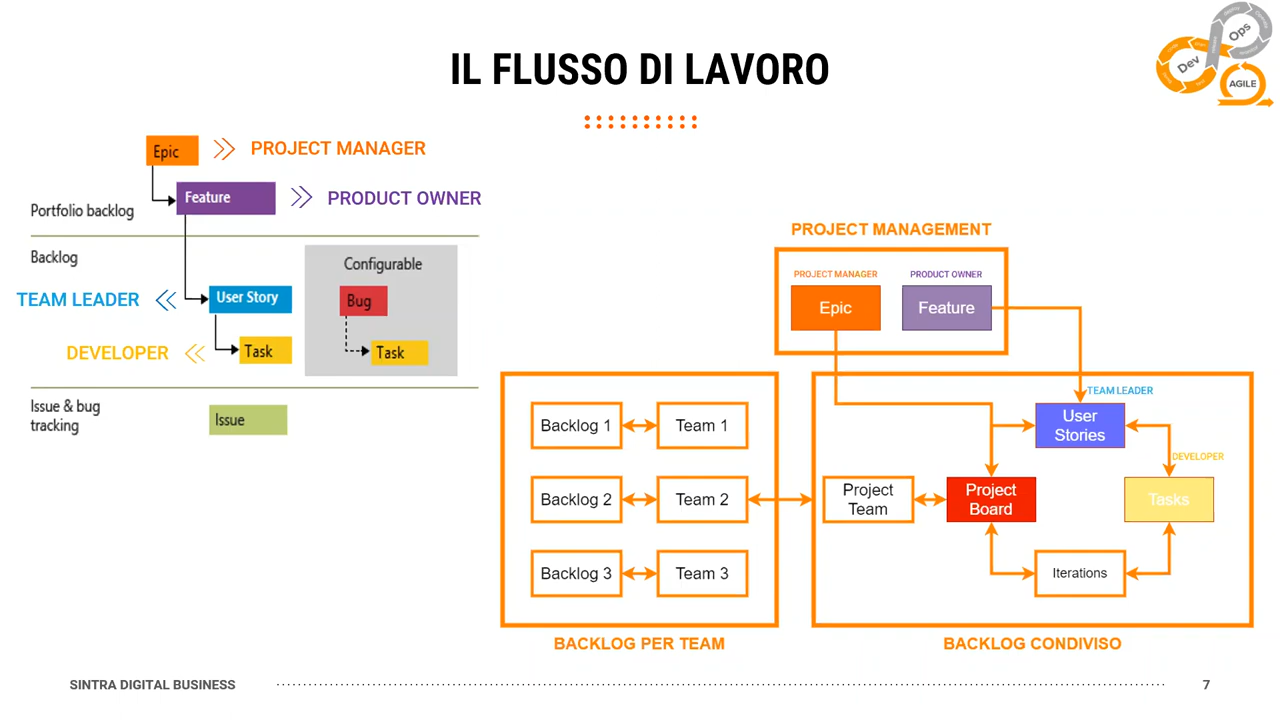 Ops
Dev
AGILE
IL FLUSSO DI LAVORO
Epic
PROJECT MANAGER
Feature
PRODUCT OWNER
Portfolio backlog
Backlog
Configurable
TEAM LEADER
User Story
Bug
DEVELOPER
Task
Task
Issue & bug
tracking
Issue
PROJECT MANAGEMENT
PROJECT MANAGER
PRODUCT OWNER
Epic
Feature
Backlog 1
Team 1
Backlog 2
Team 2
Backlog 3
Team 3
BACKLOG PER TEAM
TEAM LEADER
User
Stories
DEVELOPER
Project
Team
Project
Board
Tasks
Iterations
BACKLOG CONDIVISO
SINTRA DIGITAL BUSINESS
7